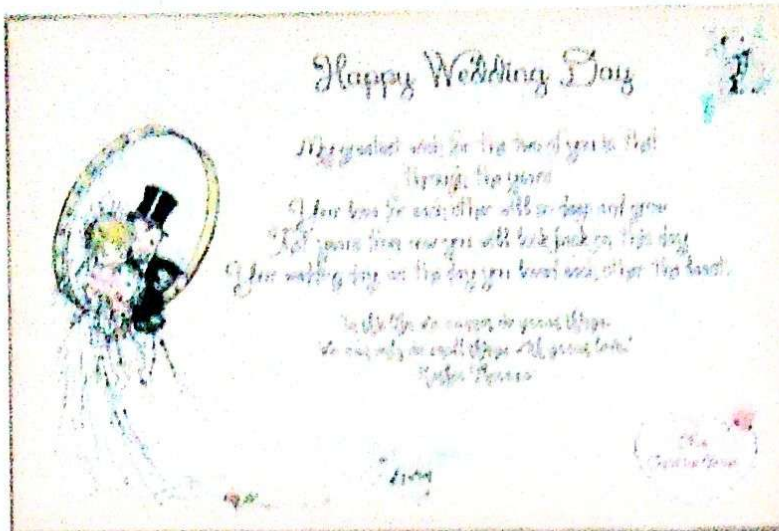 Happy Wedding Day
My greatest wish for the two of you is that
through the years
Your love for each other will so deep and grow
That years from now you will look back on this day
Your wedding day as the day you loved each other the least.
In this life we cannot do great things
We can only do small things with great love